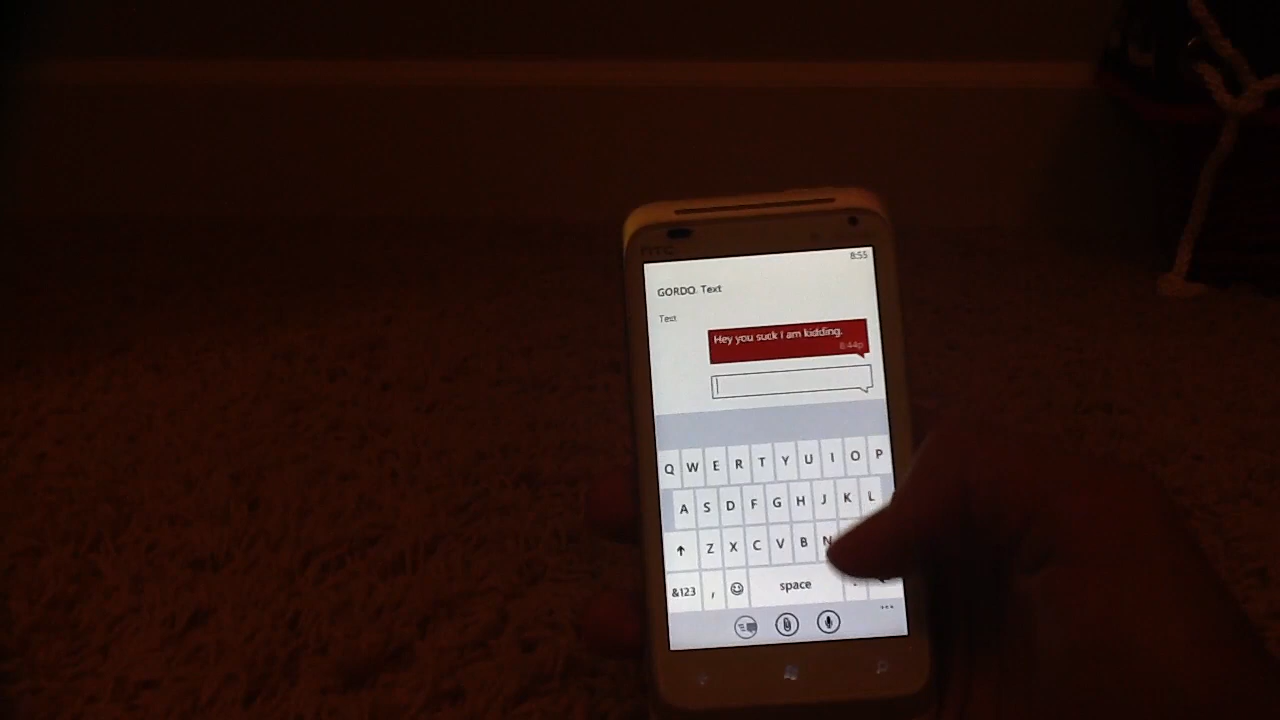 HTC
8:55
GORDO. Text
Text
Hey you suck I am kidding.
8:44p
Q W E R T Y U I O P
A S D F G H J K L
Z X C V B N
&123 , space .